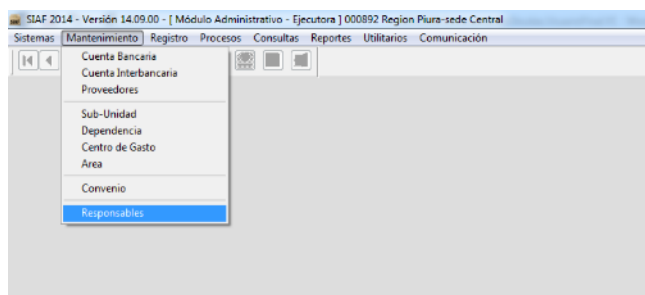 SIAF 2014 - Versión 14.09.00 - [ Módulo Administrativo - Ejecutora ] 000892 Region Piura-sede Central
Sistemas Mantenimiento Registro Procesos Consultas Reportes Utilitarios Comunicación
Cuenta Bancaria
Cuenta Interbancaria
Proveedores
Sub-Unidad
Dependencia
Centro de Gasto
Area
Convenio
Responsables